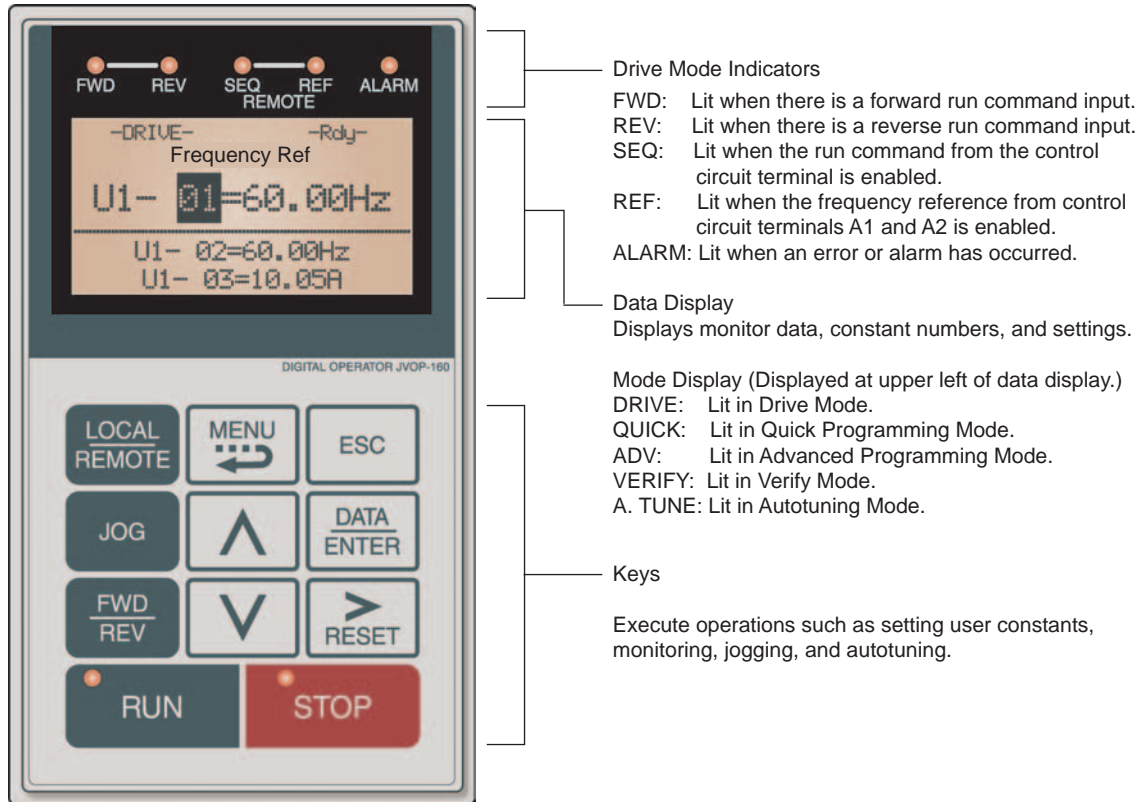 FWD REV SEQ REF ALARM
REMOTE
-DRIVE- -Rdy-
Frequency Ref
U1- 01=60.00Hz
U1- 02=60.00Hz
U1- 03=10.05A
DIGITAL OPERATOR JVOP-160
LOCAL
REMOTE
MENU
ESC
JOG
DATA
ENTER
FWD
REV
>
RESET
RUN
STOP
Drive Mode Indicators
FWD: Lit when there is a forward run command input.
REV: Lit when there is a reverse run command input.
SEQ: Lit when the run command from the control
circuit terminal is enabled.
REF: Lit when the frequency reference from control
circuit terminals A1 and A2 is enabled.
ALARM: Lit when an error or alarm has occurred.
Data Display
Displays monitor data, constant numbers, and settings.
Mode Display (Displayed at upper left of data display.)
DRIVE: Lit in Drive Mode.
QUICK: Lit in Quick Programming Mode.
ADV: Lit in Advanced Programming Mode.
VERIFY: Lit in Verify Mode.
A. TUNE: Lit in Autotuning Mode.
Keys
Execute operations such as setting user constants,
monitoring, jogging, and autotuning.